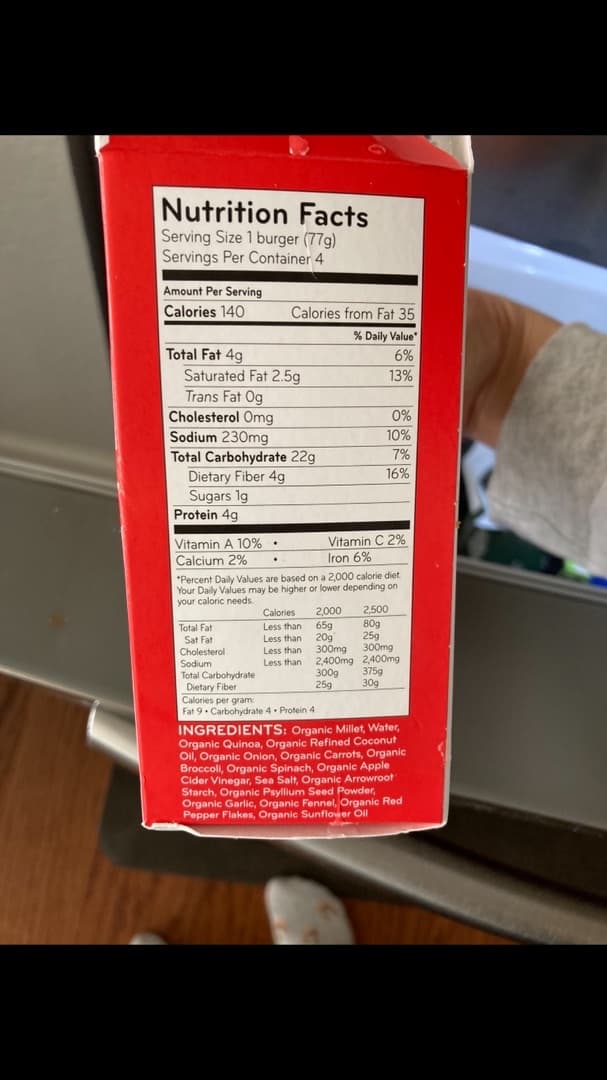 Nutrition Facts
Serving Size 1 burger (77g)
Servings Per Container 4
Amount Per Serving
Calories 140 Calories from Fat 35
% Daily Value*
Total Fat 4g 6%
Saturated Fat 2.5g 13%
Trans Fat 0g
Cholesterol 0mg 0%
Sodium 230mg 10%
Total Carbohydrate 22g 7%
Dietary Fiber 4g 16%
Sugars 1g
Protein 4g
Vitamin A 10% • Vitamin C 2%
Calcium 2% • Iron 6%
*Percent Daily Values are based on a 2,000 calorie diet.
Your Daily Values may be higher or lower depending on
your caloric needs.
Calories 2,000 2,500
Total Fat Less than 65g 80g
Sat Fat Less than 20g 25g
Cholesterol Less than 300mg 300mg
Sodium Less than 2,400mg 2,400mg
Total Carbohydrate 300g 375g
Dietary Fiber 25g 30g
Calories per gram:
Fat 9 • Carbohydrate 4 • Protein 4
INGREDIENTS: Organic Millet, Water,
Organic Quinoa, Organic Refined Coconut
Oil, Organic Onion, Organic Carrots, Organic
Broccoli, Organic Spinach, Organic Apple
Cider Vinegar, Sea Salt, Organic Arrowroot
Starch, Organic Psyllium Seed Powder,
Organic Garlic, Organic Fennel, Organic Red
Pepper Flakes, Organic Sunflower Oil